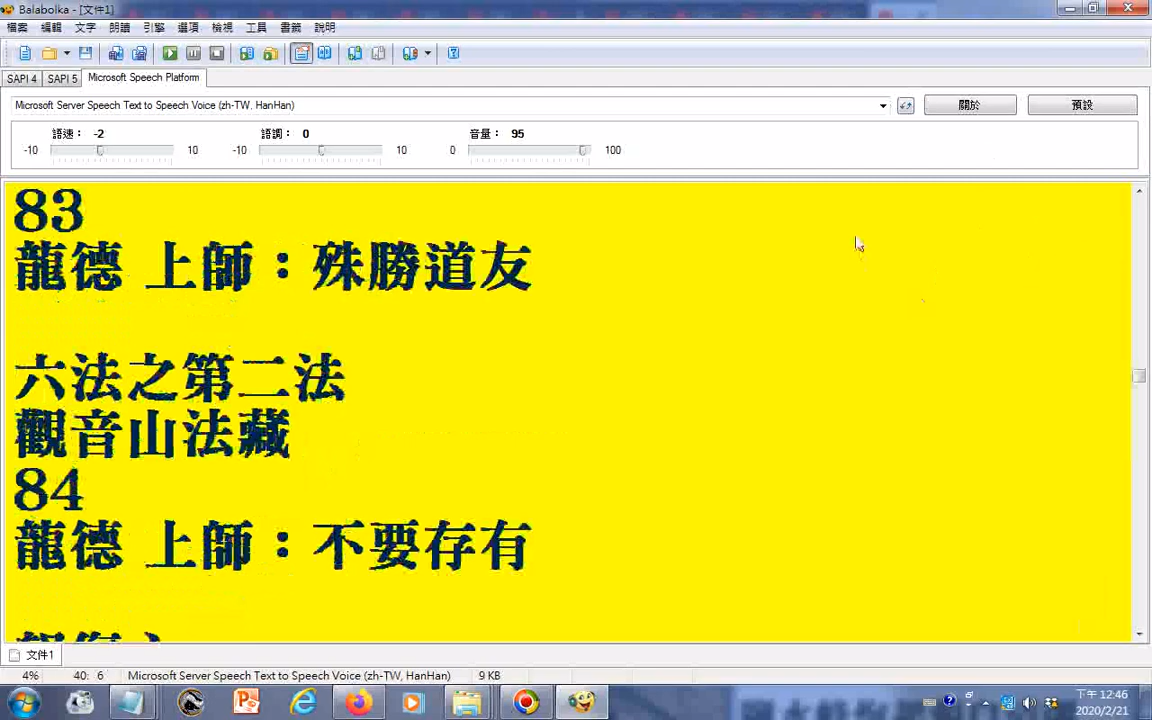 Balabolka - [文件1]
檔案 編輯 文字 朗讀 引擎 選項 檢視 工具 書籤 說明
SAPI 4 SAPI 5 Microsoft Speech Platform
Microsoft Server Speech Text to Speech Voice (zh-TW, HanHan) 關於 預設
語速： -2 語調： 0 音量： 95
-10 10 -10 10 0 100
83
龍德 上師：殊勝道友
六法之第二法
觀音山法藏
84
龍德 上師：不要存有
文件1
4% 40: 6 Microsoft Server Speech Text to Speech Voice (zh-TW, HanHan) 9 KB
下午 12:46
2020/2/21